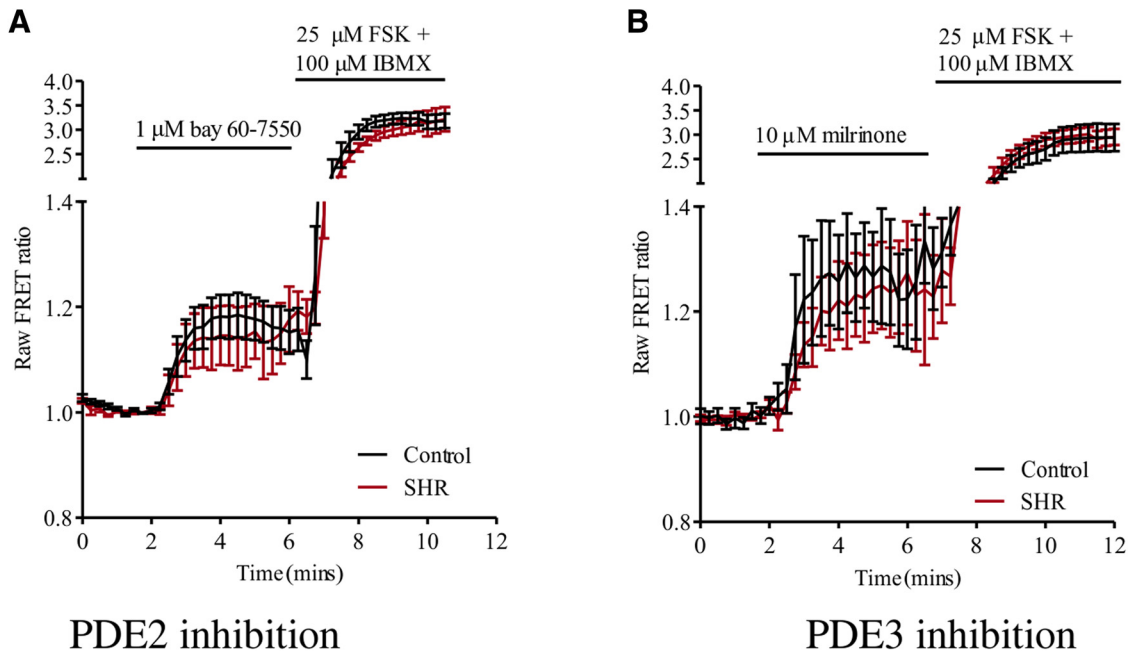 A
25 μM FSK +
100 μM IBMX
1 μM bay 60-7550
4.0
3.5
3.0
2.5
1.4
1.2
1.0
0.8
Raw FRET ratio
Control
SHR
0 2 4 6 8 10 12
Time (mins)
PDE2 inhibition
B
25 μM FSK +
100 μM IBMX
10 μM milrinone
4.0
3.5
3.0
2.5
1.4
1.2
1.0
0.8
Raw FRET ratio
Control
SHR
0 2 4 6 8 10 12
Time (mins)
PDE3 inhibition